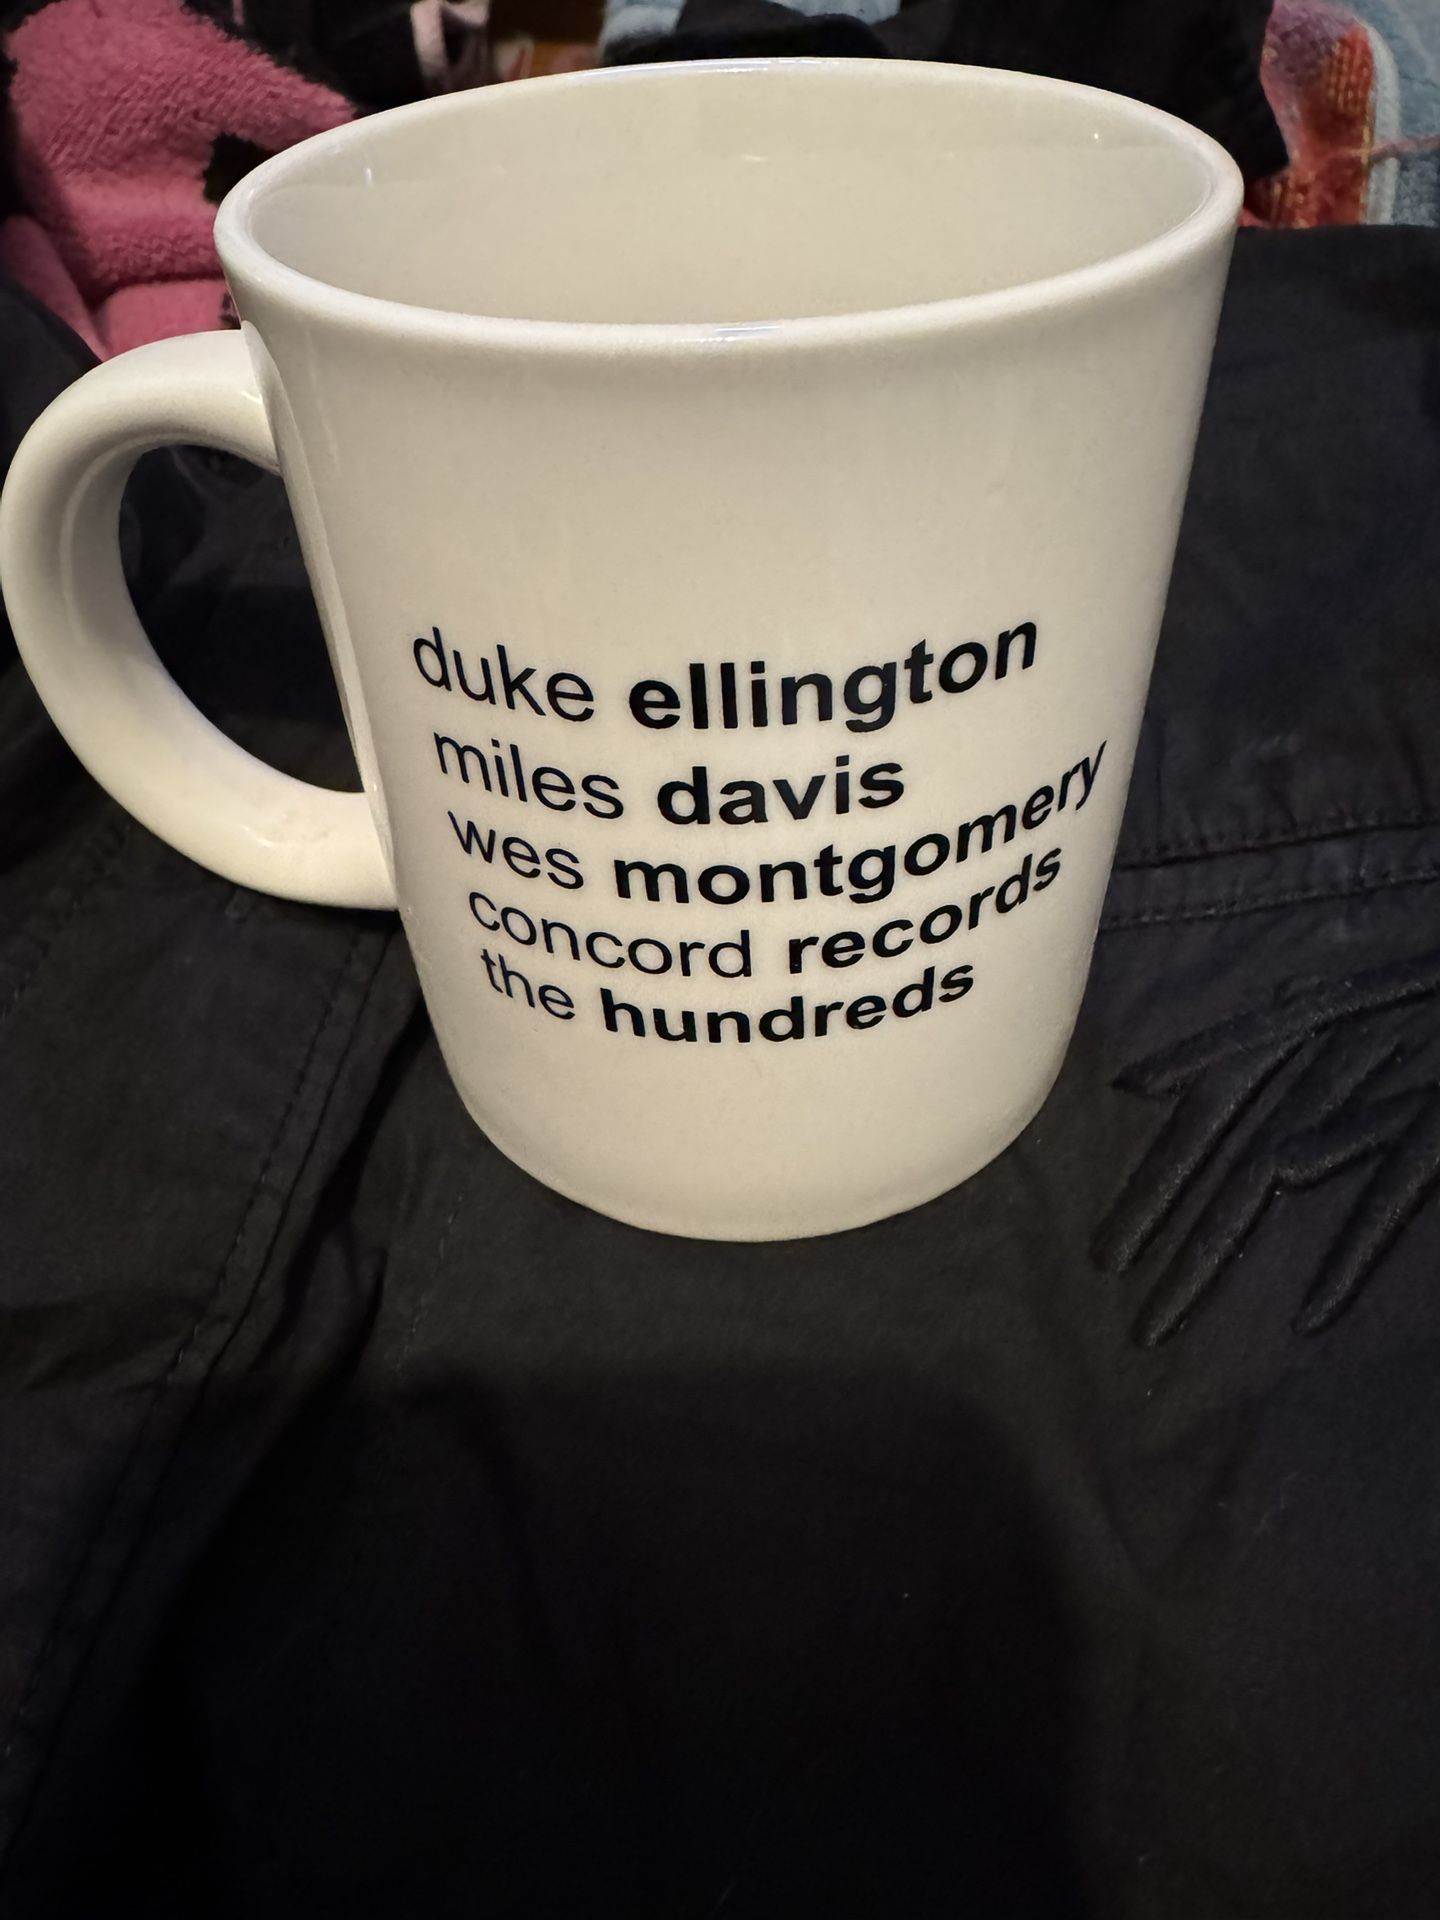 duke ellington
miles davis
wes montgomery
concord records
the hundreds